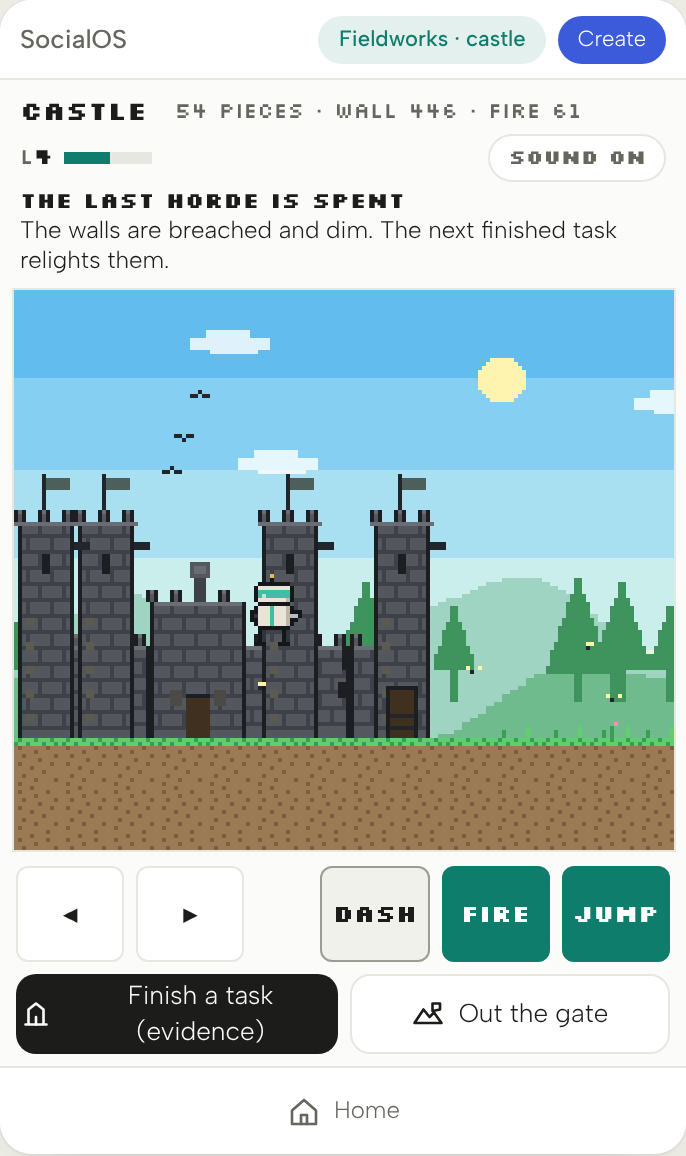 SocialOS
Fieldworks · castle
Create
CASTLE
54 PIECES · WALL 446 · FIRE 61
L4
SOUND ON
THE LAST HORDE IS SPENT
The walls are breached and dim. The next finished task
relights them.
DASH
FIRE
JUMP
Finish a task
(evidence)
Out the gate
Home